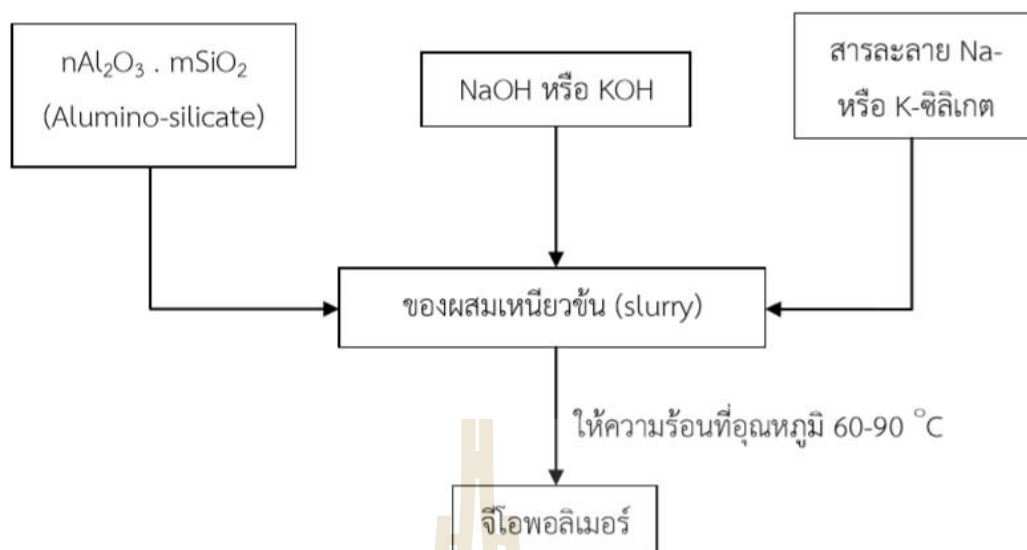 nAl₂O₃ . mSiO₂
(Alumino-silicate)
NaOH หรือ KOH
สารละลาย Na-
หรือ K-ซิลิเกต
ของผสมเหนียวข้น (slurry)
ให้ความร้อนที่อุณหภูมิ 60-90 °C
จีโอพอลิเมอร์